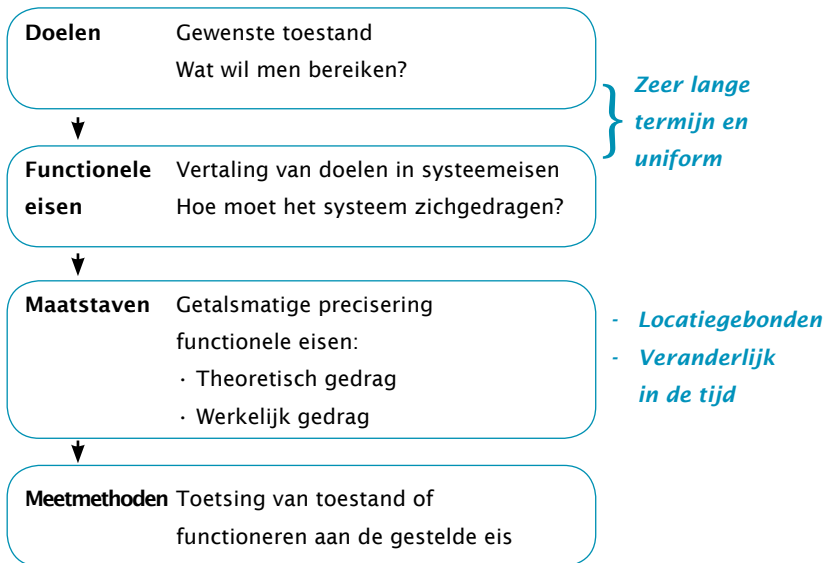 Doelen Gewenste toestand
Wat wil men bereiken?
Zeer lange
termijn en
uniform
Functionele Vertaling van doelen in systeemeisen
eisen Hoe moet het systeem zichgedragen?
Maatstaven Getalsmatige precisering
functionele eisen:
· Theoretisch gedrag
· Werkelijk gedrag
- Locatiegebonden
- Veranderlijk
in de tijd
Meetmethoden Toetsing van toestand of
functioneren aan de gestelde eis